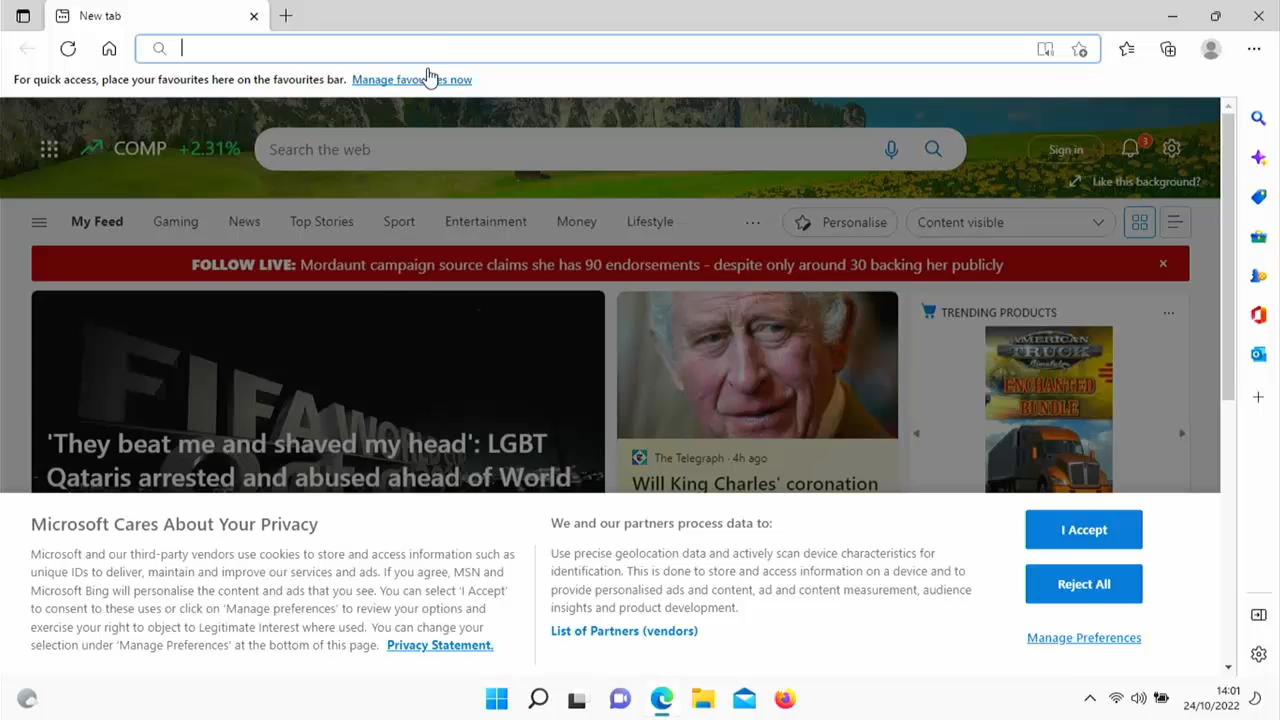 New tab
For quick access, place your favourites here on the favourites bar. Manage favourites now
COMP +2.31%
Search the web
Sign in
3
Like this background?
My Feed
Gaming
News
Top Stories
Sport
Entertainment
Money
Lifestyle
Personalise
Content visible
FOLLOW LIVE: Mordaunt campaign source claims she has 90 endorsements - despite only around 30 backing her publicly
FIFA
'They beat me and shaved my head': LGBT
Qataris arrested and abused ahead of World
The Telegraph · 4h ago
Will King Charles' coronation
TRENDING PRODUCTS
AMERICAN
TRUCK
Simulator
ENCHANTED
BUNDLE
Microsoft Cares About Your Privacy
Microsoft and our third-party vendors use cookies to store and access information such as
unique IDs to deliver, maintain and improve our services and ads. If you agree, MSN and
Microsoft Bing will personalise the content and ads that you see. You can select 'I Accept'
to consent to these uses or click on 'Manage preferences' to review your options and
exercise your right to object to Legitimate Interest where used. You can change your
selection under 'Manage Preferences' at the bottom of this page. Privacy Statement.
We and our partners process data to:
Use precise geolocation data and actively scan device characteristics for
identification. This is done to store and access information on a device and to
provide personalised ads and content, ad and content measurement, audience
insights and product development.
List of Partners (vendors)
I Accept
Reject All
Manage Preferences
14:01
24/10/2022